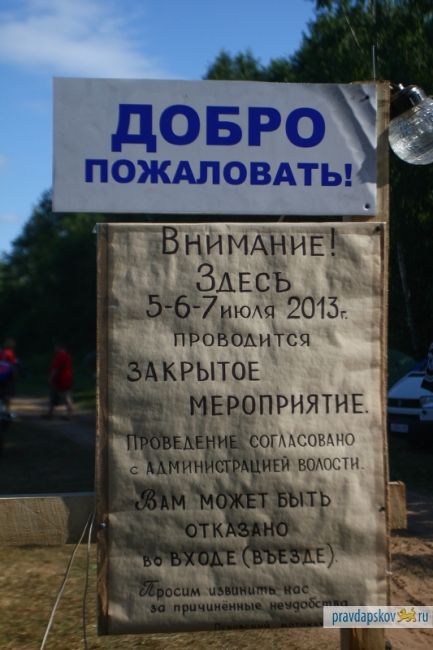 ДОБРО
ПОЖАЛОВАТЬ!
ВНИМАНИЕ!
ЗДЕСЬ
5-6-7 ИЮЛЯ 2013г.
ПРОВОДИТСЯ
ЗАКРЫТОЕ
МЕРОПРИЯТИЕ.
ПРОВЕДЕНИЕ СОГЛАСОВАНО
С АДМИНИСТРАЦИЕЙ ВОЛОСТИ.
ВАМ МОЖЕТ БЫТЬ
ОТКАЗАНО
ВО ВХОДЕ (ВЪЕЗДЕ)
ПРОСИМ ИЗВИНИТЬ НАС
ЗА ПРИЧИНЁННЫЕ НЕУДОБСТВА
pravdapskov.ru